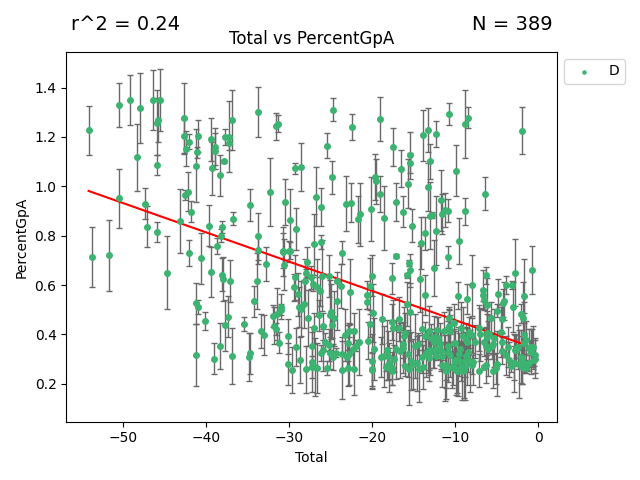 r^2 = 0.24
N = 389
Total vs PercentGpA
D
PercentGpA
1.4
1.2
1.0
0.8
0.6
0.4
0.2
−50
−40
−30
−20
−10
0
Total